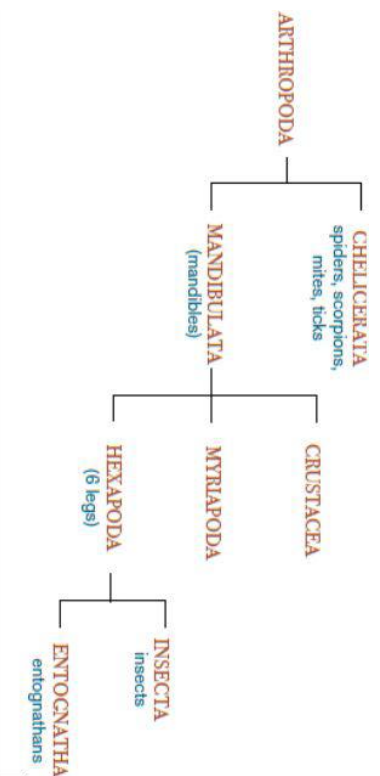 ARTHROPODA
CHELICERATA
spiders, scorpions,
mites, ticks
MANDIBULATA
(mandibles)
CRUSTACEA
MYRIAPODA
HEXAPODA
(6 legs)
INSECTA
insects
ENTOGNATHA
entognathans